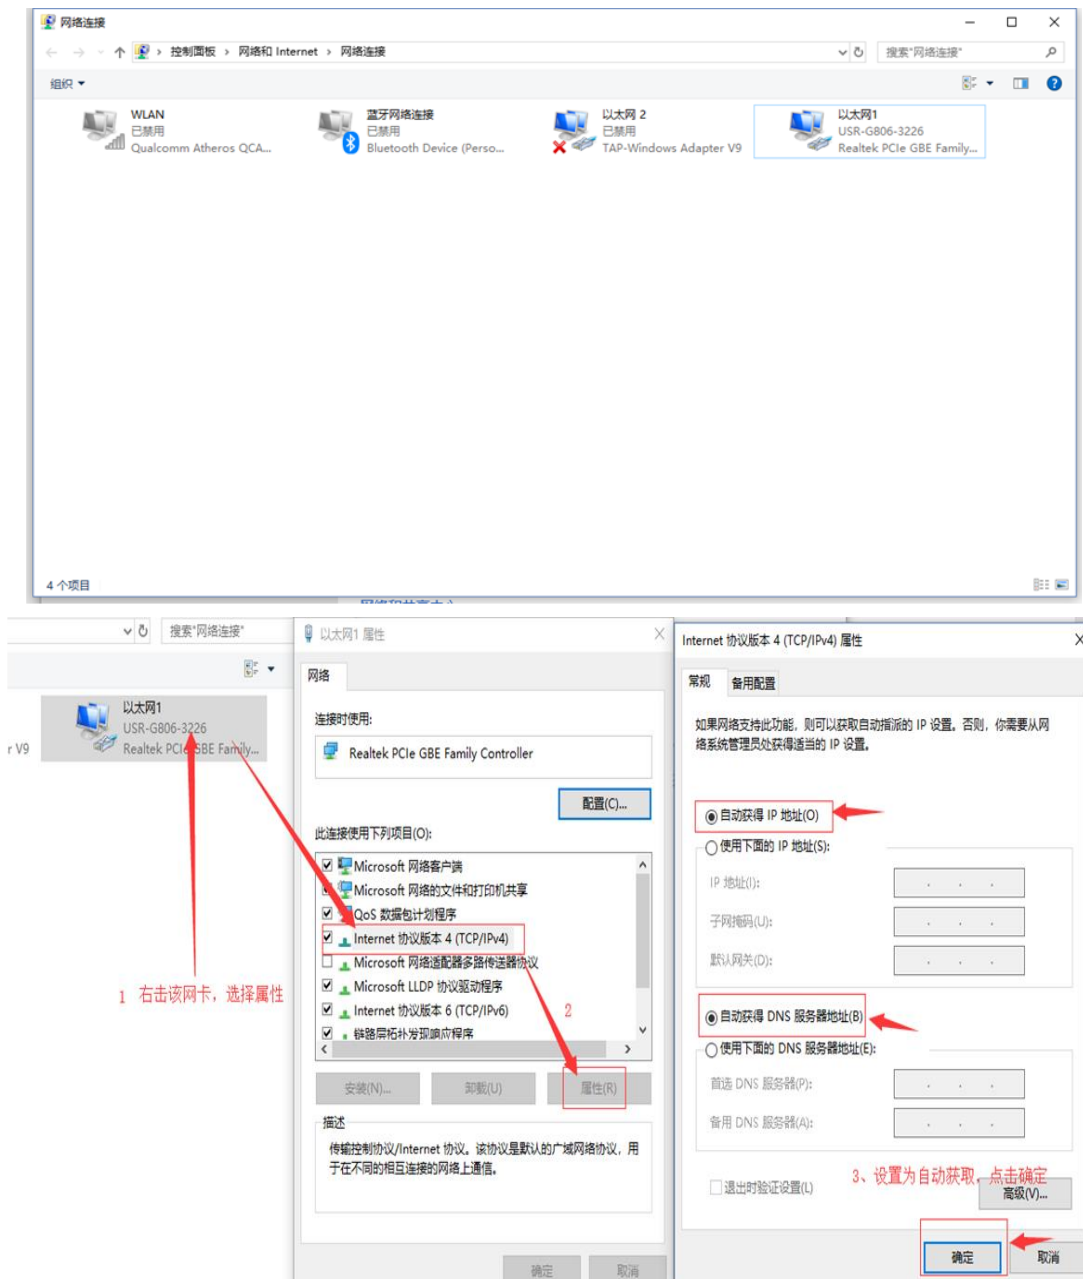 网络连接
控制面板 › 网络和 Internet › 网络连接
搜索"网络连接"
组织
WLAN
已禁用
Qualcomm Atheros QCA...
蓝牙网络连接
已禁用
Bluetooth Device (Perso...
以太网 2
已禁用
TAP-Windows Adapter V9
以太网1
USR-G806-3226
Realtek PCIe GBE Family...
4 个项目
搜索"网络连接"
r V9
以太网1
USR-G806-3226
Realtek PCIe GBE Family...
1 右击该网卡，选择属性
以太网1 属性
网络
连接时使用:
Realtek PCIe GBE Family Controller
配置(C)...
此连接使用下列项目(O):
Microsoft 网络客户端
Microsoft 网络的文件和打印机共享
QoS 数据包计划程序
Internet 协议版本 4 (TCP/IPv4)
Microsoft 网络适配器多路传送器协议
Microsoft LLDP 协议驱动程序
Internet 协议版本 6 (TCP/IPv6)
链路层拓扑发现响应程序
2
安装(N)...
卸载(U)
属性(R)
描述
传输控制协议/Internet 协议。该协议是默认的广域网络协议，用
于在不同的相互连接的网络上通信。
确定
取消
Internet 协议版本 4 (TCP/IPv4) 属性
常规
备用配置
如果网络支持此功能，则可以获取自动指派的 IP 设置。否则，你需要从网
络系统管理员处获得适当的 IP 设置。
自动获得 IP 地址(O)
使用下面的 IP 地址(S):
IP 地址(I):
子网掩码(U):
默认网关(D):
自动获得 DNS 服务器地址(B)
使用下面的 DNS 服务器地址(E):
首选 DNS 服务器(P):
备用 DNS 服务器(A):
退出时验证设置(L)
3、设置为自动获取，点击确定
高级(V)...
确定
取消